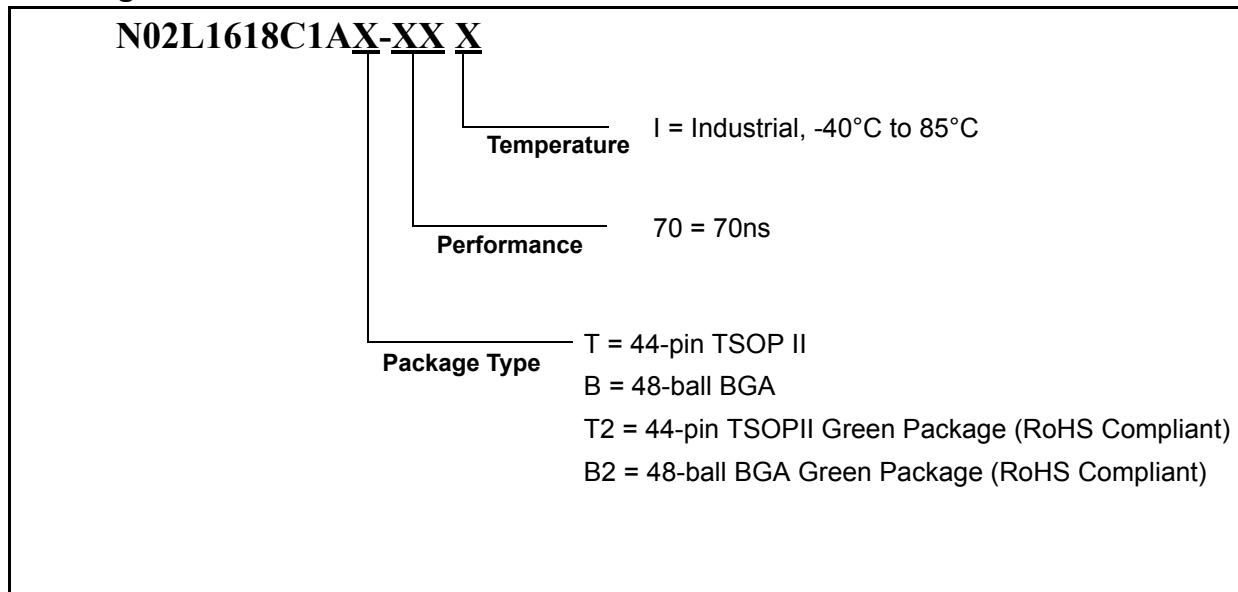 N02L1618C1AX-XX X
Temperature
I = Industrial, -40°C to 85°C
Performance
70 = 70ns
Package Type
T = 44-pin TSOP II
B = 48-ball BGA
T2 = 44-pin TSOPII Green Package (RoHS Compliant)
B2 = 48-ball BGA Green Package (RoHS Compliant)